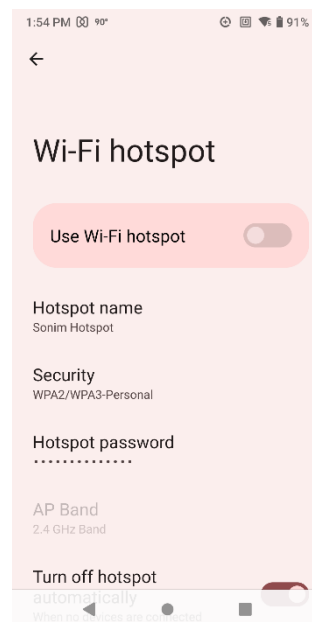 1:54 PM 90° 91%
Wi-Fi hotspot
Use Wi-Fi hotspot
Hotspot name
Sonim Hotspot
Security
WPA2/WPA3-Personal
Hotspot password
··············
AP Band
2.4 GHz Band
Turn off hotspot
automatically
When no devices are connected